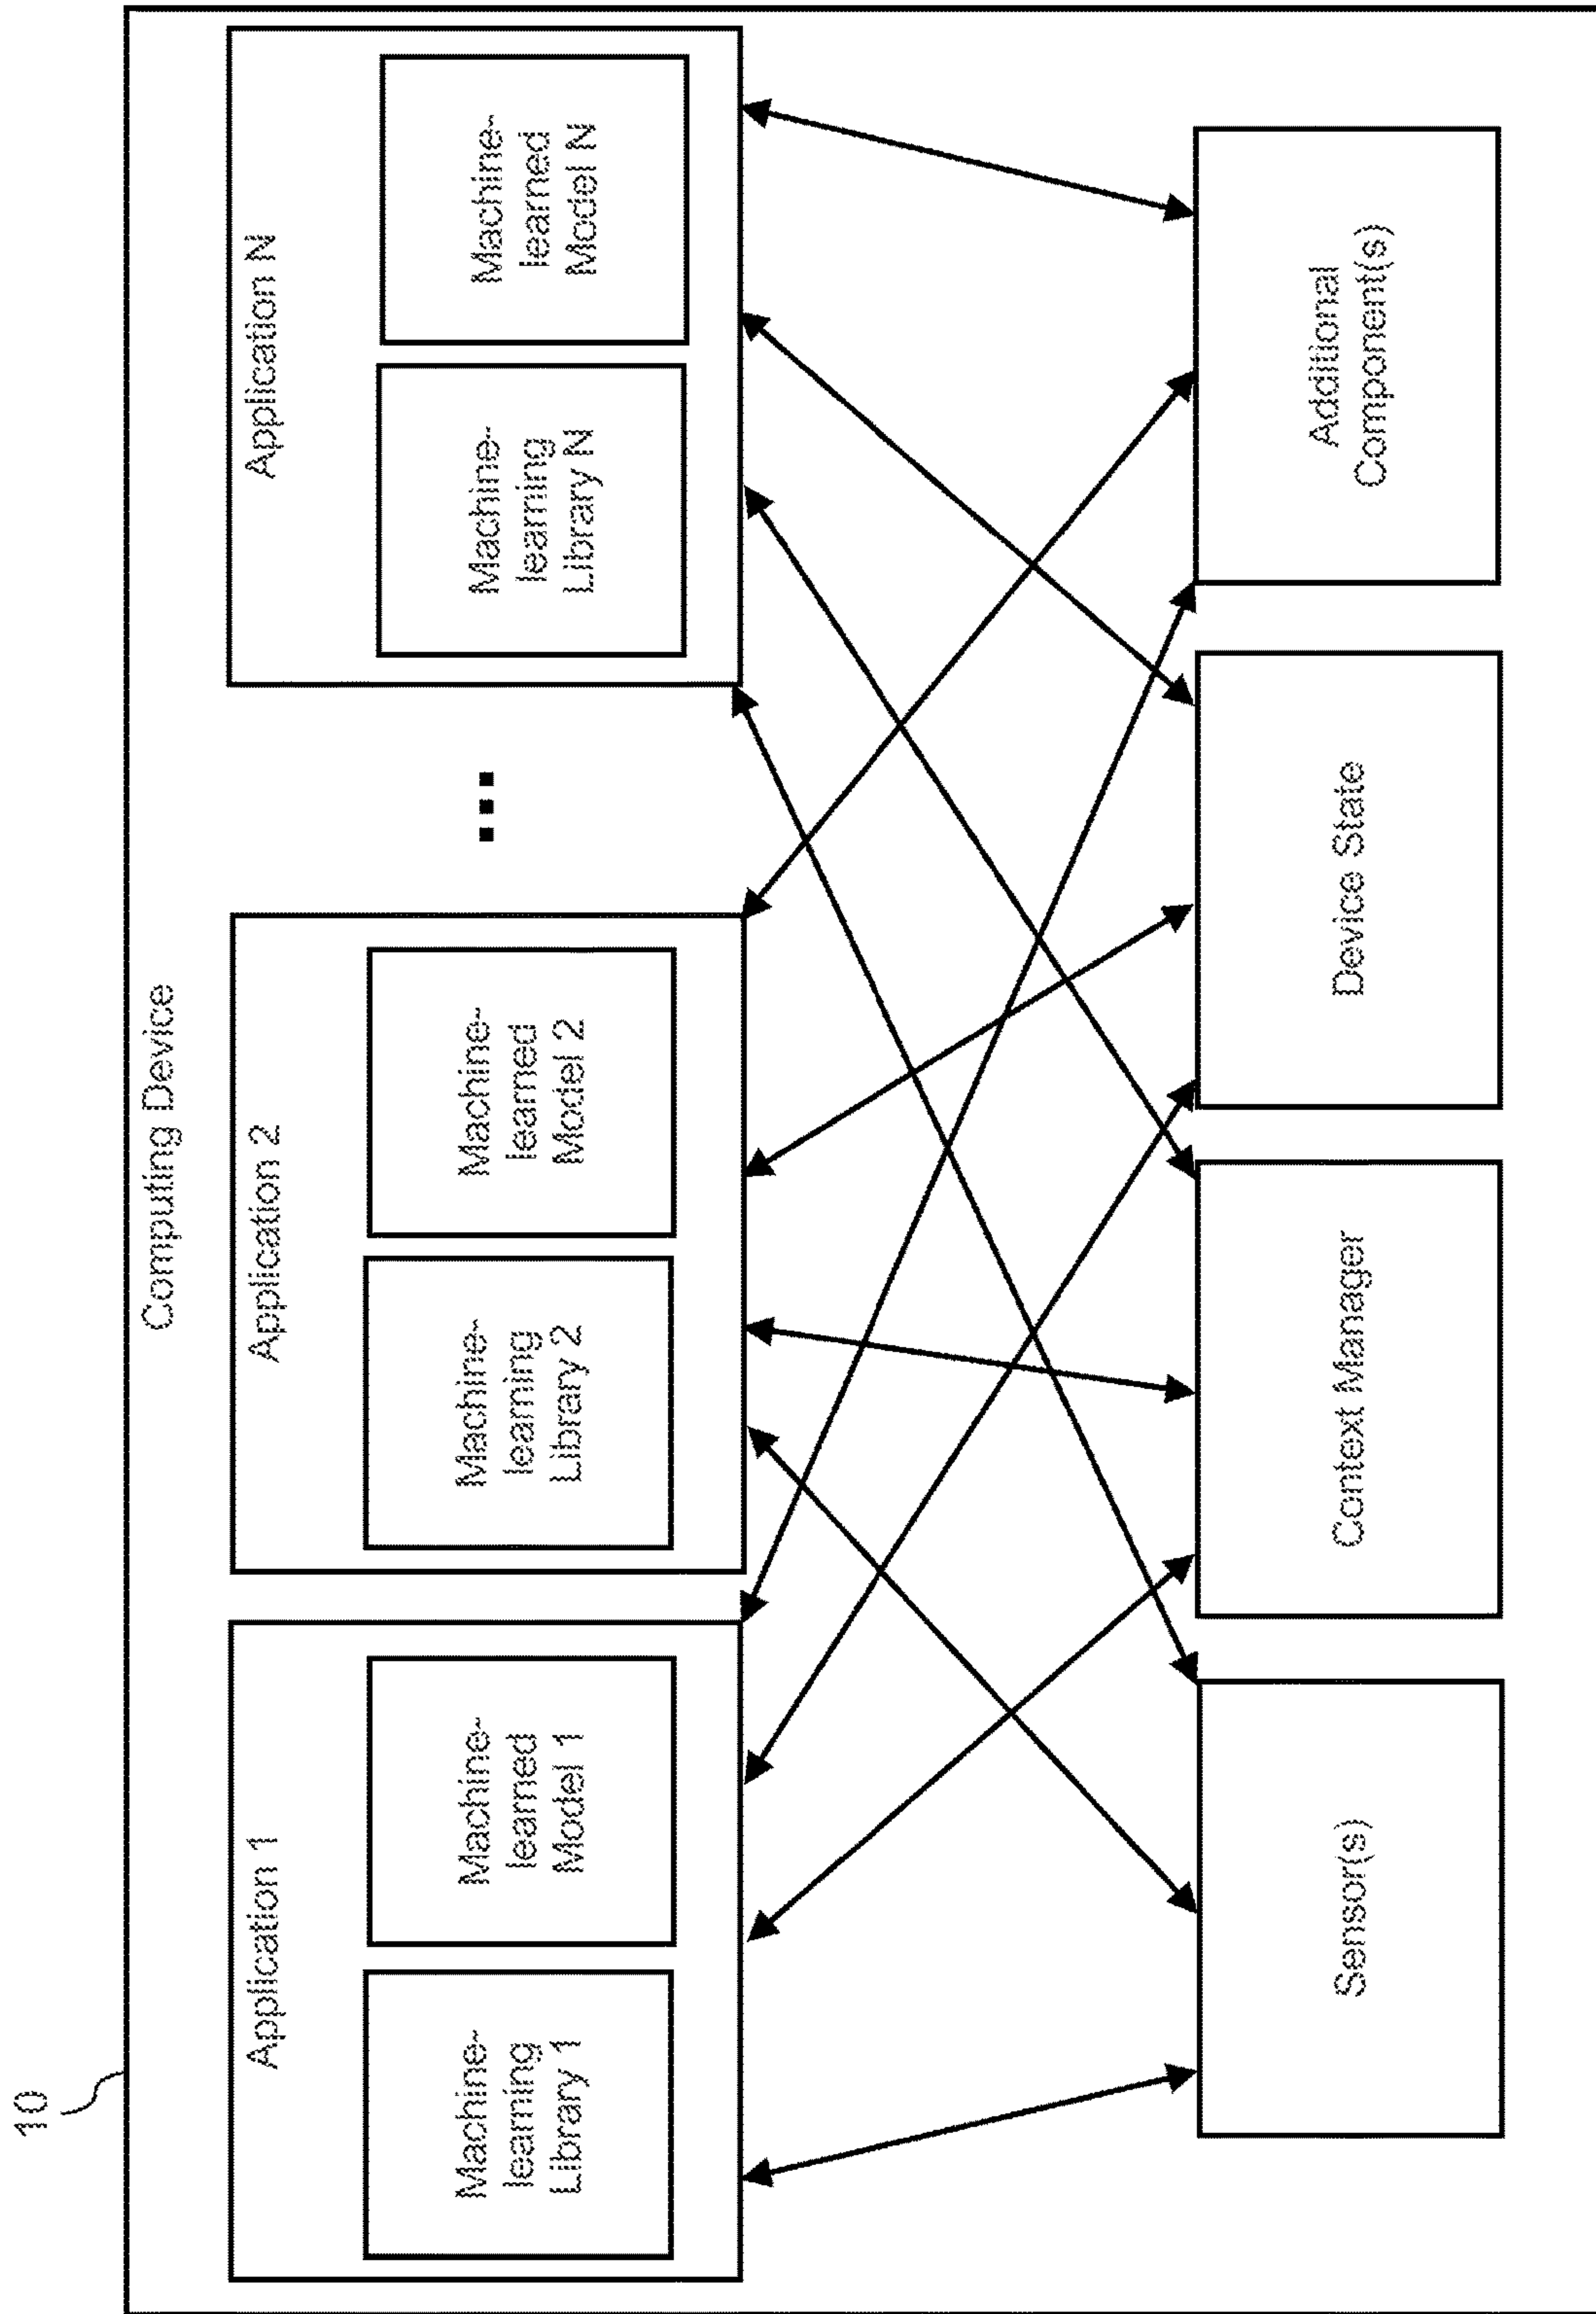 10
Computing Device
Application 1
Machine-
learning
Library 1
Machine-
learned
Model 1
Application 2
Machine-
learning
Library 2
Machine-
learned
Model 2
...
Application N
Machine-
learning
Library N
Machine-
learned
Model N
Sensor(s)
Context Manager
Device State
Additional
Component(s)